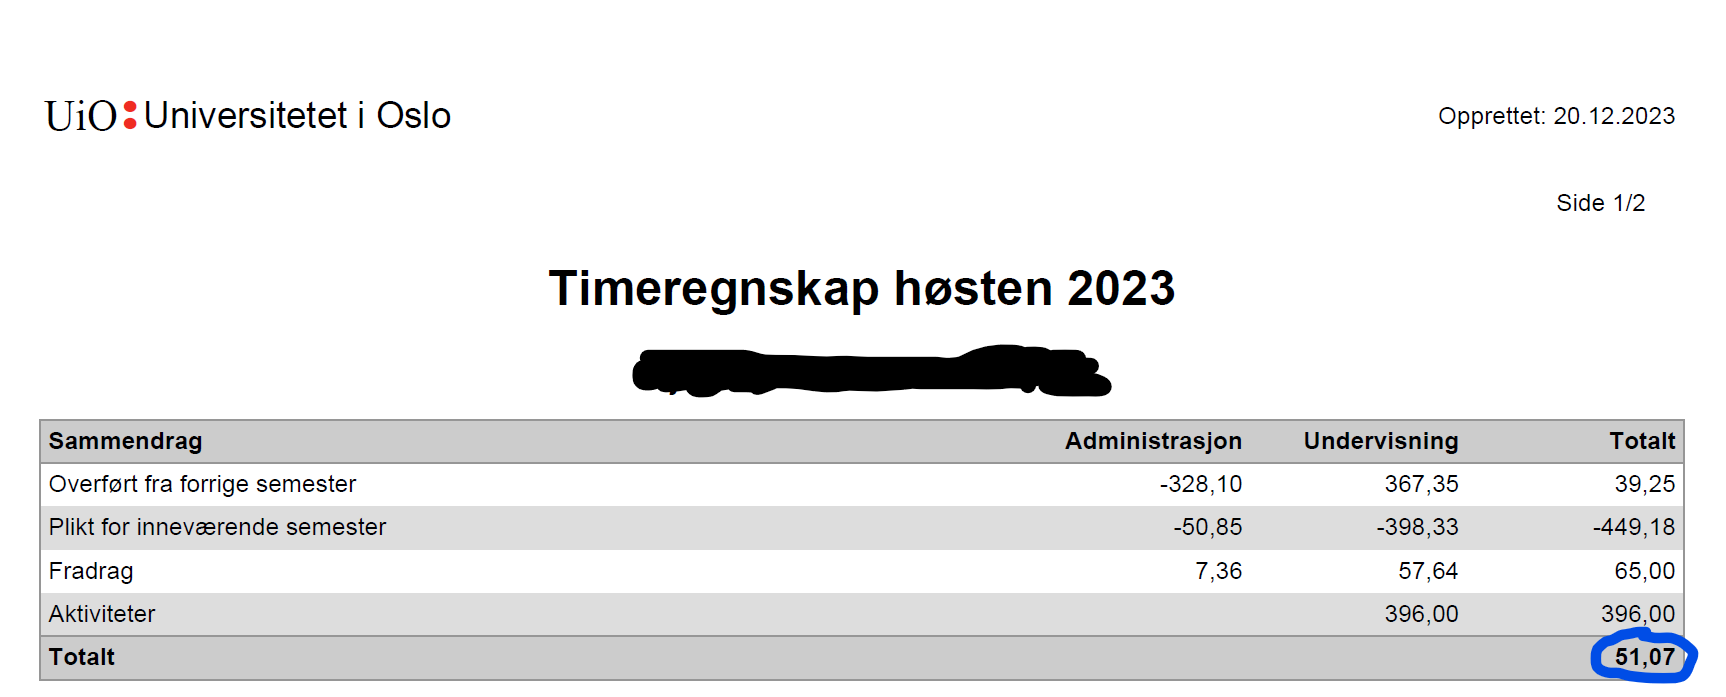 UiO:Universitetet i Oslo
Opprettet: 20.12.2023
Side 1/2
Timeregnskap høsten 2023
Sammendrag Administrasjon Undervisning Totalt
Overført fra forrige semester -328,10 367,35 39,25
Plikt for inneværende semester -50,85 -398,33 -449,18
Fradrag 7,36 57,64 65,00
Aktiviteter 396,00 396,00
Totalt 51,07